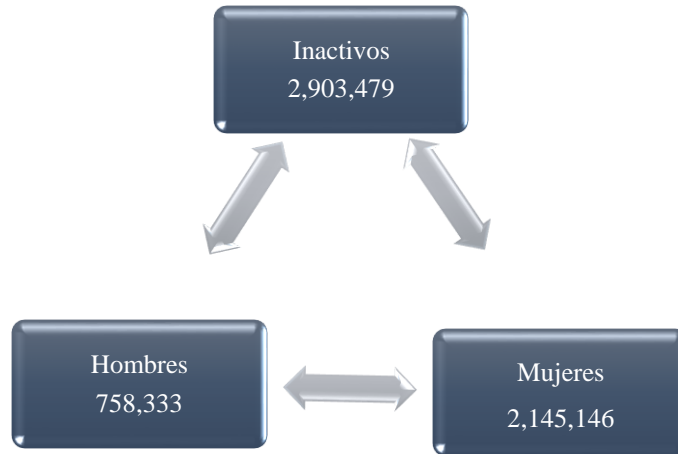 Inactivos
2,903,479
Hombres
758,333
Mujeres
2,145,146